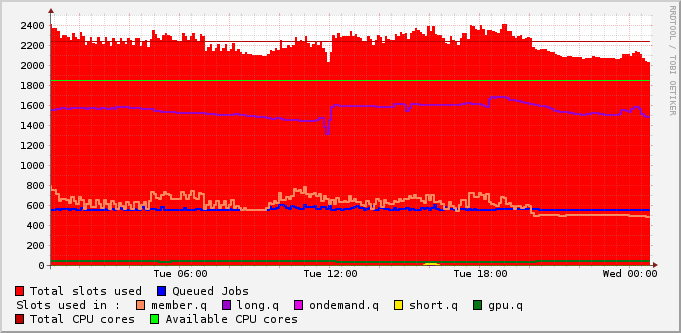 2400
2200
2000
1800
1600
1400
1200
1000
800
600
400
200
0
Tue 06:00 Tue 12:00 Tue 18:00 Wed 00:00
RRDTOOL / TOBI OETIKER
Total slots used Queued Jobs
Slots used in : member.q long.q ondemand.q short.q gpu.q
Total CPU cores Available CPU cores